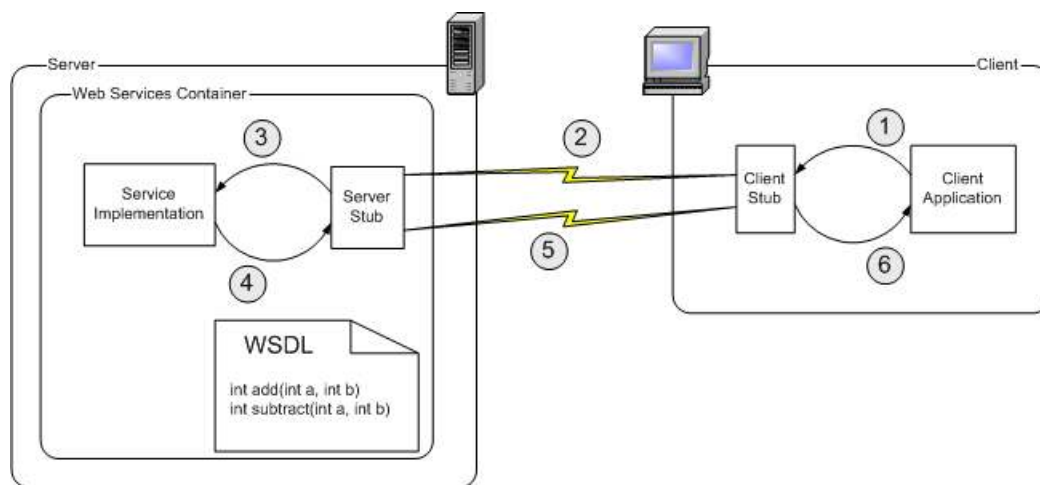 Server
Client
Web Services Container
3
2
1
Service
Implementation
Server
Stub
Client
Stub
Client
Application
4
5
6
WSDL
int add(int a, int b)
int subtract(int a, int b)